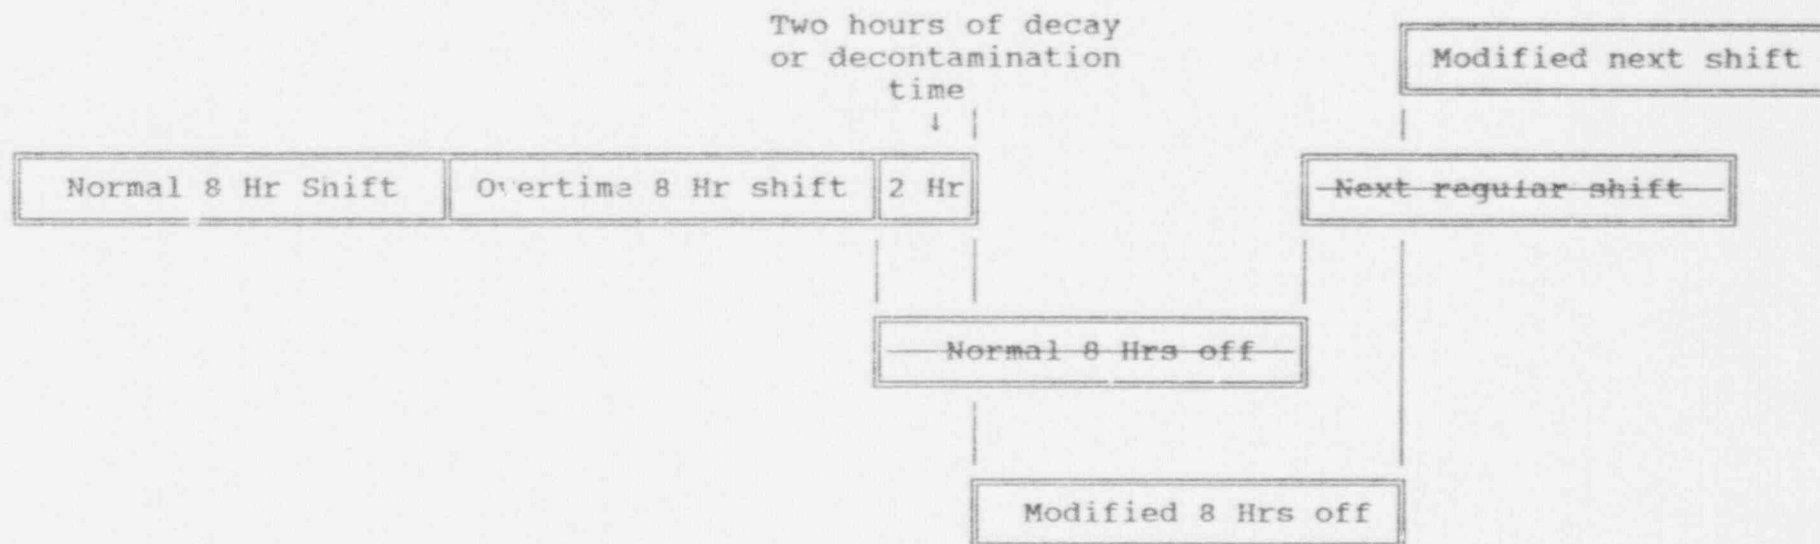 Two hours of decay
or decontamination
time
Modified next shift
↓
Normal 8 Hr Shift Overtime 8 Hr shift 2 Hr Next regular shift
Normal 8 Hrs off
Modified 8 Hrs off